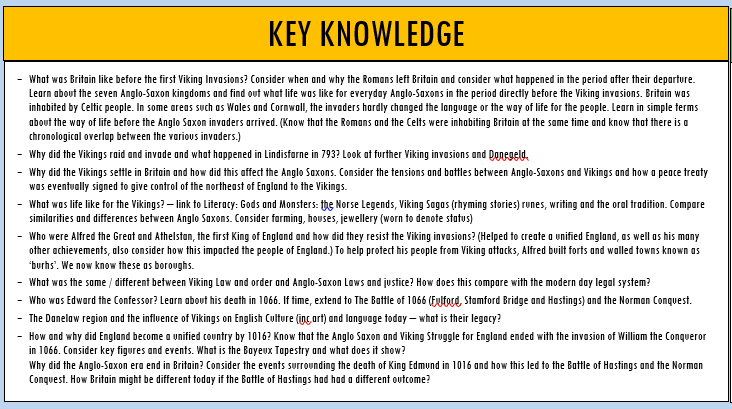 KEY KNOWLEDGE
– What was Britain like before the first Viking Invasions? Consider when and why the Romans left Britain and consider what happened in the period after their departure.
Learn about the seven Anglo-Saxon kingdoms and find out what life was like for everyday Anglo-Saxons in the period directly before the Viking invasions. Britain was
inhabited by Celtic people. In some areas such as Wales and Cornwall, the invaders hardly changed the language or the way of life for the people. Learn in simple terms
about the way of life before the Anglo Saxon invaders arrived. (Know that the Romans and the Celts were inhabiting Britain at the same time and know that there is a
chronological overlap between the various invaders.)
– Why did the Vikings raid and invade and what happened in Lindisfarne in 793? Look at further Viking invasions and Danegeld.
– Why did the Vikings settle in Britain and how did this affect the Anglo Saxons. Consider the tensions and battles between Anglo-Saxons and Vikings and how a peace treaty
was eventually signed to give control of the northeast of England to the Vikings.
– What was life like for the Vikings? – link to Literacy: Gods and Monsters: the Norse Legends, Viking Sagas (rhyming stories) runes, writing and the oral tradition. Compare
similarities and differences between Anglo Saxons. Consider farming, houses, jewellery (worn to denote status)
– Who were Alfred the Great and Athelstan, the first King of England and how did they resist the Viking invasions? (Helped to create a unified England, as well as his many
other achievements, also consider how this impacted the people of England.) To help protect his people from Viking attacks, Alfred built forts and walled towns known as
‘burhs’. We now know these as boroughs.
– What was the same / different between Viking Law and order and Anglo-Saxon Laws and justice? How does this compare with the modern day legal system?
– Who was Edward the Confessor? Learn about his death in 1066. If time, extend to The Battle of 1066 (Fulford, Stamford Bridge and Hastings) and the Norman Conquest.
– The Danelaw region and the influence of Vikings on English Culture (inc art) and language today – what is their legacy?
– How and why did England become a unified country by 1016? Know that the Anglo Saxon and Viking Struggle for England ended with the invasion of William the Conqueror
in 1066. Consider key figures and events. What is the Bayeux Tapestry and what does it show?
Why did the Anglo-Saxon era end in Britain? Consider the events surrounding the death of King Edmund in 1016 and how this led to the Battle of Hastings and the Norman
Conquest. How Britain might be different today if the Battle of Hastings had had a different outcome?